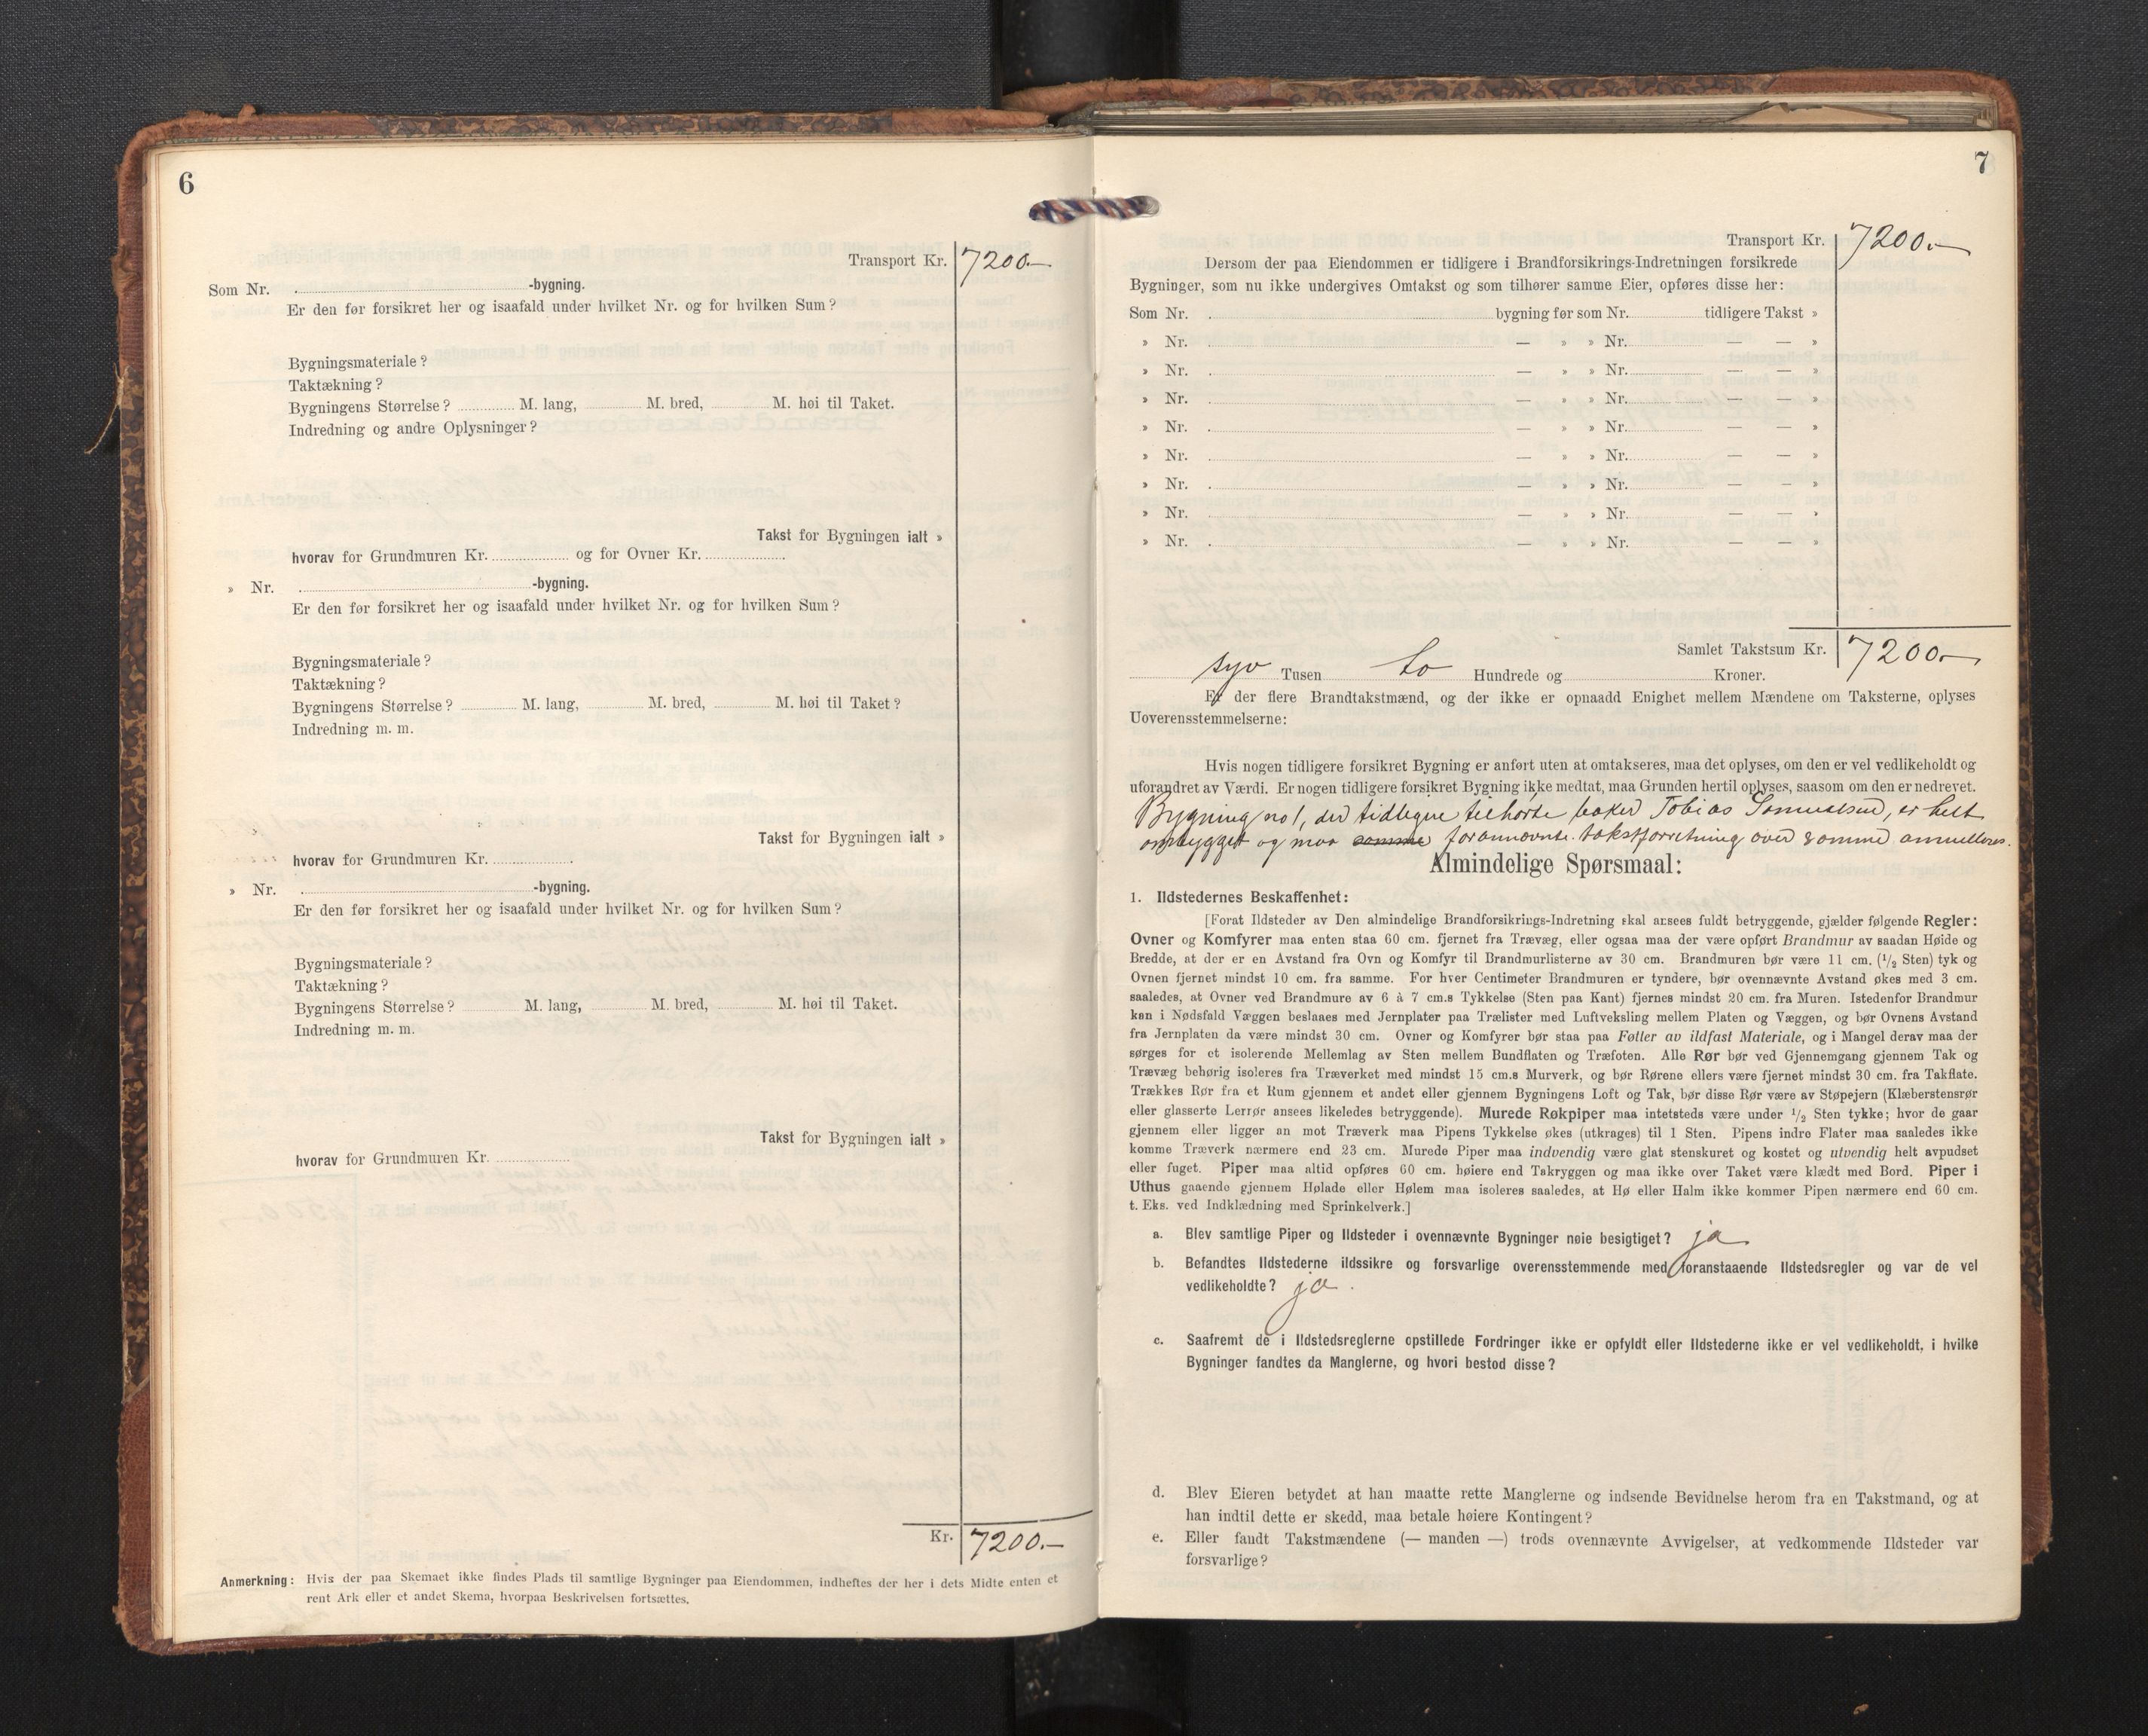 6
Transport Kr. 7200.—
Som Nr. -bygning.
Er den før forsikret her og isaafald under hvilket Nr. og for hvilken Sum?
Bygningsmateriale?
Taktækning?
Bygningens Størrelse? M. lang, M. bred, M. høi til Taket.
Indredning og andre Oplysninger?
Takst for Bygningen ialt »
hvorav for Grundmuren Kr. og for Ovner Kr.
» Nr. -bygning.
Er den før forsikret her og isaafald under hvilket Nr. og for hvilken Sum?
Bygningsmateriale?
Taktækning?
Bygningens Størrelse? M. lang, M. bred, M. høi til Taket?
Indredning m. m.
Takst for Bygningen ialt »
hvorav for Grundmuren Kr.
» Nr. -bygning.
Er den før forsikret her og isaafald under hvilket Nr. og for hvilken Sum?
Bygningsmateriale?
Taktækning?
Bygningens Størrelse? M. lang, M. bred, M. høi til Taket.
Indredning m. m.
Takst for Bygningen ialt »
hvorav for Grundmuren Kr.
Kr. 7200.—
Anmerkning: Hvis der paa Skemaet ikke findes Plads til samtlige Bygninger paa Eiendommen, indheftes der her i dets Midte enten et
rent Ark eller et andet Skema, hvorpaa Beskrivelsen fortsættes.
7
Transport Kr. 7200.—
Dersom der paa Eiendommen er tidligere i Brandforsikrings-Indretningen forsikrede
Bygninger, som nu ikke undergives Omtakst og som tilhører samme Eier, opføres disse her:
Som Nr. bygning før som Nr. tidligere Takst »
» Nr. — » » Nr. — — »
» Nr. — » » Nr. — — »
» Nr. — » » Nr. — — »
» Nr. — » » Nr. — — »
» Nr. — » » Nr. — — »
» Nr. — » » Nr. — — »
» Nr. — » » Nr. — — »
» Nr. — » » Nr. — — »
Samlet Takstsum Kr. 7200.—
syv Tusen to Hundrede og Kroner.
Er der flere Brandtakstmænd, og der ikke er opnaadd Enighet mellem Mændene om Taksterne, oplyses
Uoverensstemmelserne:
Hvis nogen tidligere forsikret Bygning er anført uten at omtakseres, maa det oplyses, om den er vel vedlikeholdt og
uforandret av Værdi. Er nogen tidligere forsikret Bygning ikke medtat, maa Grunden hertil oplyses, saasom om den er nedrevet.
Bygning no 1, der tidligere tilhørte baker Tobias Samuelsen, er helt
ombygget og maa samme forannævnte takstforretning over samme annulleres.
Almindelige Spørsmaal:
1. Ildstedernes Beskaffenhet:
[Forat Ildsteder av Den almindelige Brandforsikrings-Indretning skal ansees fuldt betryggende, gjælder følgende Regler:
Ovner og Komfyrer maa enten staa 60 cm. fjernet fra Trævæg, eller ogsaa maa der være opført Brandmur av saadan Høide og
Bredde, at der er en Avstand fra Ovn og Komfyr til Brandmurlisterne av 30 cm. Brandmuren bør være 11 cm. (1/2 Sten) tyk og
Ovnen fjernet mindst 10 cm. fra samme. For hver Centimeter Brandmuren er tyndere, bør ovennævnte Avstand økes med 3 cm.
saaledes, at Ovner ved Brandmure av 6 à 7 cm.s Tykkelse (Sten paa Kant) fjernes mindst 20 cm. fra Muren. Istedenfor Brandmur
kan i Nødsfald Væggen beslaaes med Jernplater paa Trælister med Luftveksling mellem Platen og Væggen, og bør Ovnens Avstand
fra Jernplaten da være mindst 30 cm. Ovner og Komfyrer bør staa paa Føtter av ildfast Materiale, og i Mangel derav maa der
sørges for et isolerende Mellemlag av Sten mellem Bundflaten og Træfoten. Alle Rør bør ved Gjennemgang gjennem Tak og
Trævæg behørig isoleres fra Træverket med mindst 15 cm.s Murverk, og bør Rørene ellers være fjernet mindst 30 cm. fra Takflate.
Trækkes Rør fra et Rum gjennem et andet eller gjennem Bygningens Loft og Tak, bør disse Rør være av Støpejern (Klæberstensrør
eller glasserte Lerrør ansees likeledes betryggende). Murede Røkpiper maa intetsteds være under 1/2 Sten tykke; hvor de gaar
gjennem eller ligger an mot Træverk maa Pipens Tykkelse økes (utkrages) til 1 Sten. Pipens indre Flater maa saaledes ikke
komme Træverk nærmere end 23 cm. Murede Piper maa indvendig være glat stenskuret og kostet og utvendig helt avpudset
eller fuget. Piper maa altid opføres 60 cm. høiere end Takryggen og maa ikke over Taket være klædt med Bord. Piper i
Uthus gaaende gjennem Hølade eller Hølem maa isoleres saaledes, at Hø eller Halm ikke kommer Pipen nærmere end 60 cm.
t. Eks. ved Indklædning med Sprinkelverk.]
a. Blev samtlige Piper og Ildsteder i ovennævnte Bygninger nøie besigtiget? ja
b. Befandtes Ildstederne ildssikre og forsvarlige overensstemmende med foranstaaende Ildstedsregler og var de vel
vedlikeholdte? ja.
c. Saafremt de i Ildstedsreglerne opstillede Fordringer ikke er opfyldt eller Ildstederne ikke er vel vedlikeholdt, i hvilke
Bygninger fandtes da Manglerne, og hvori bestod disse?
d. Blev Eieren betydet at han maatte rette Manglerne og indsende Bevidnelse herom fra en Takstmand, og at
han indtil dette er skedd, maa betale høiere Kontingent?
e. Eller fandt Takstmændene (— manden —) trods ovennævnte Avvigelser, at vedkommende Ildsteder var
forsvarlige?